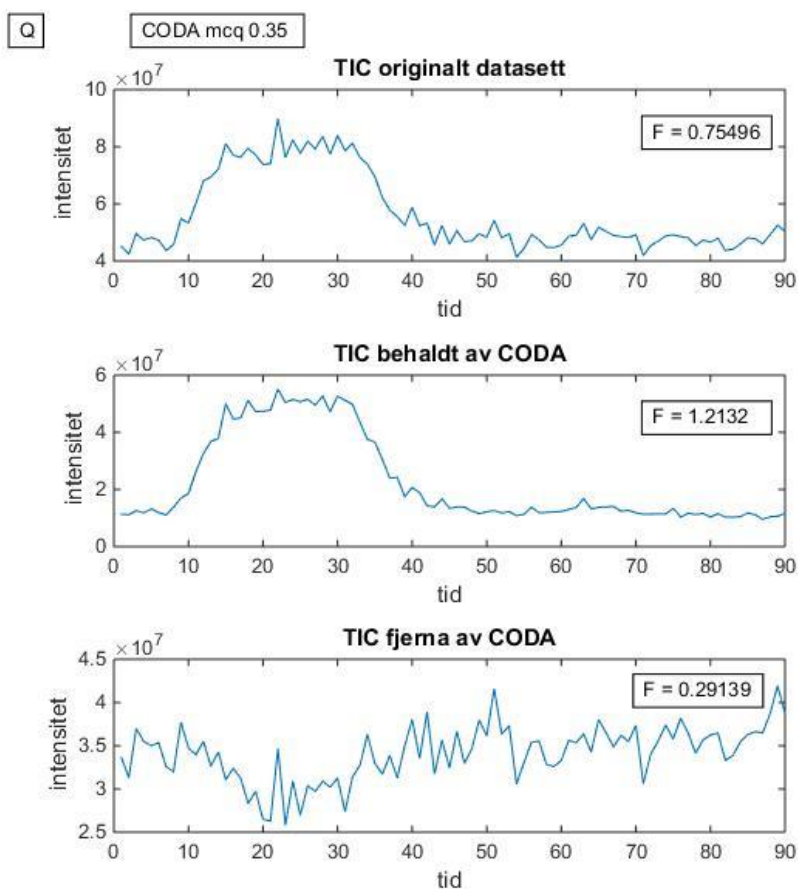 Q
CODA mcq 0.35
TIC originalt datasett
×10^7
10
8
6
4
intensitet
F = 0.75496
0 10 20 30 40 50 60 70 80 90
tid
TIC behaldt av CODA
×10^7
6
4
2
0
intensitet
F = 1.2132
0 10 20 30 40 50 60 70 80 90
tid
TIC fjerna av CODA
×10^7
4.5
4
3.5
3
2.5
intensitet
F = 0.29139
0 10 20 30 40 50 60 70 80 90
tid